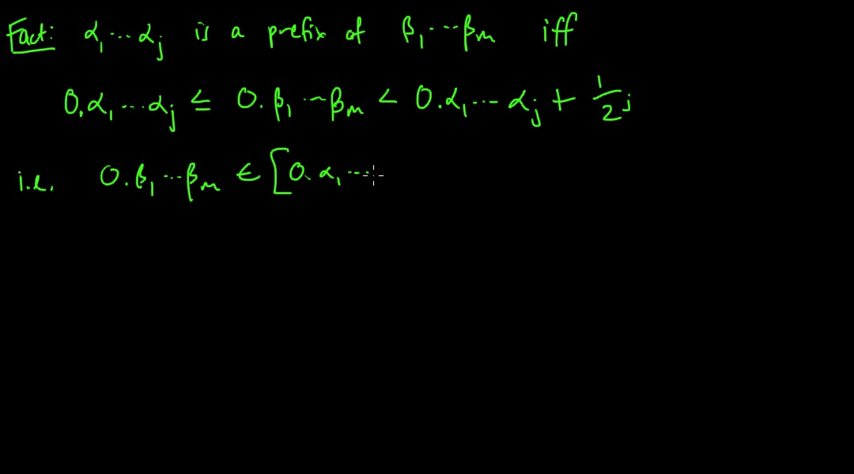 Fact: α₁⋯αⱼ is a prefix of β₁⋯βₘ iff
0.α₁⋯αⱼ ≤ 0.β₁⋯βₘ < 0.α₁⋯αⱼ + 1/2ʲ
i.e. 0.β₁⋯βₘ ∈ [0.α₁⋯